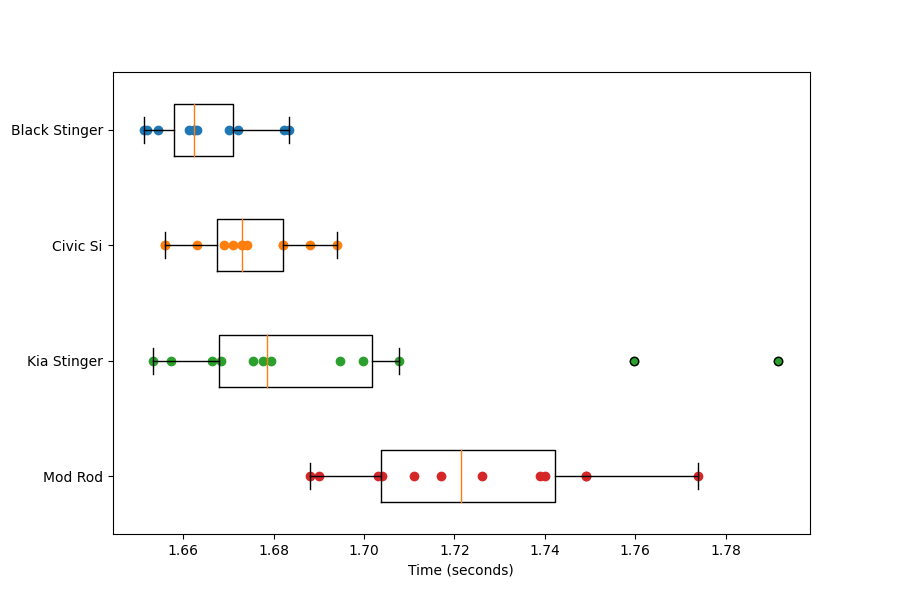 Black Stinger
Civic Si
Kia Stinger
Mod Rod
1.66 1.68 1.70 1.72 1.74 1.76 1.78
Time (seconds)